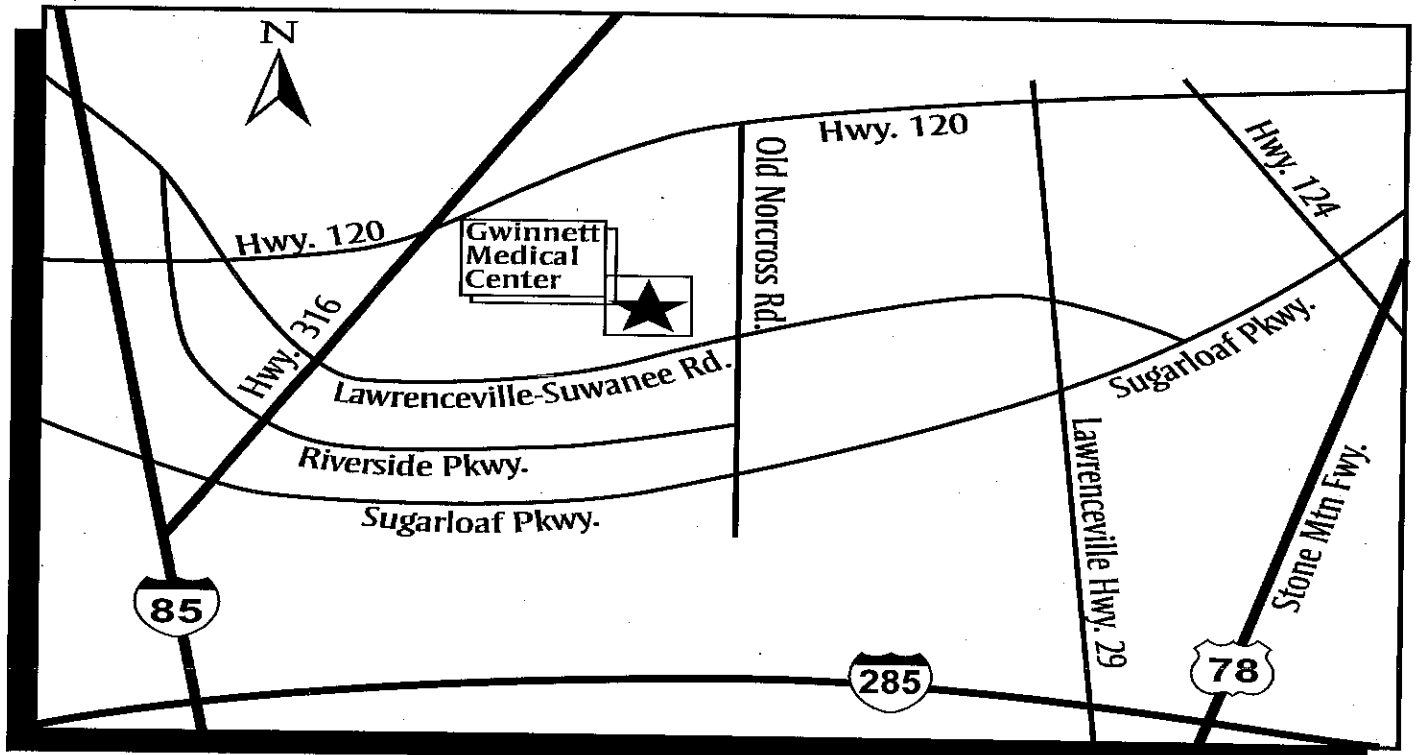 N
Hwy. 120
Old Norcross Rd.
Hwy. 124
Hwy. 120
Gwinnett
Medical
Center
Hwy. 316
Lawrenceville-Suwanee Rd.
Sugarloaf Pkwy.
Riverside Pkwy.
Sugarloaf Pkwy.
Lawrenceville Hwy. 29
Stone Mtn Fwy.
85
285
78